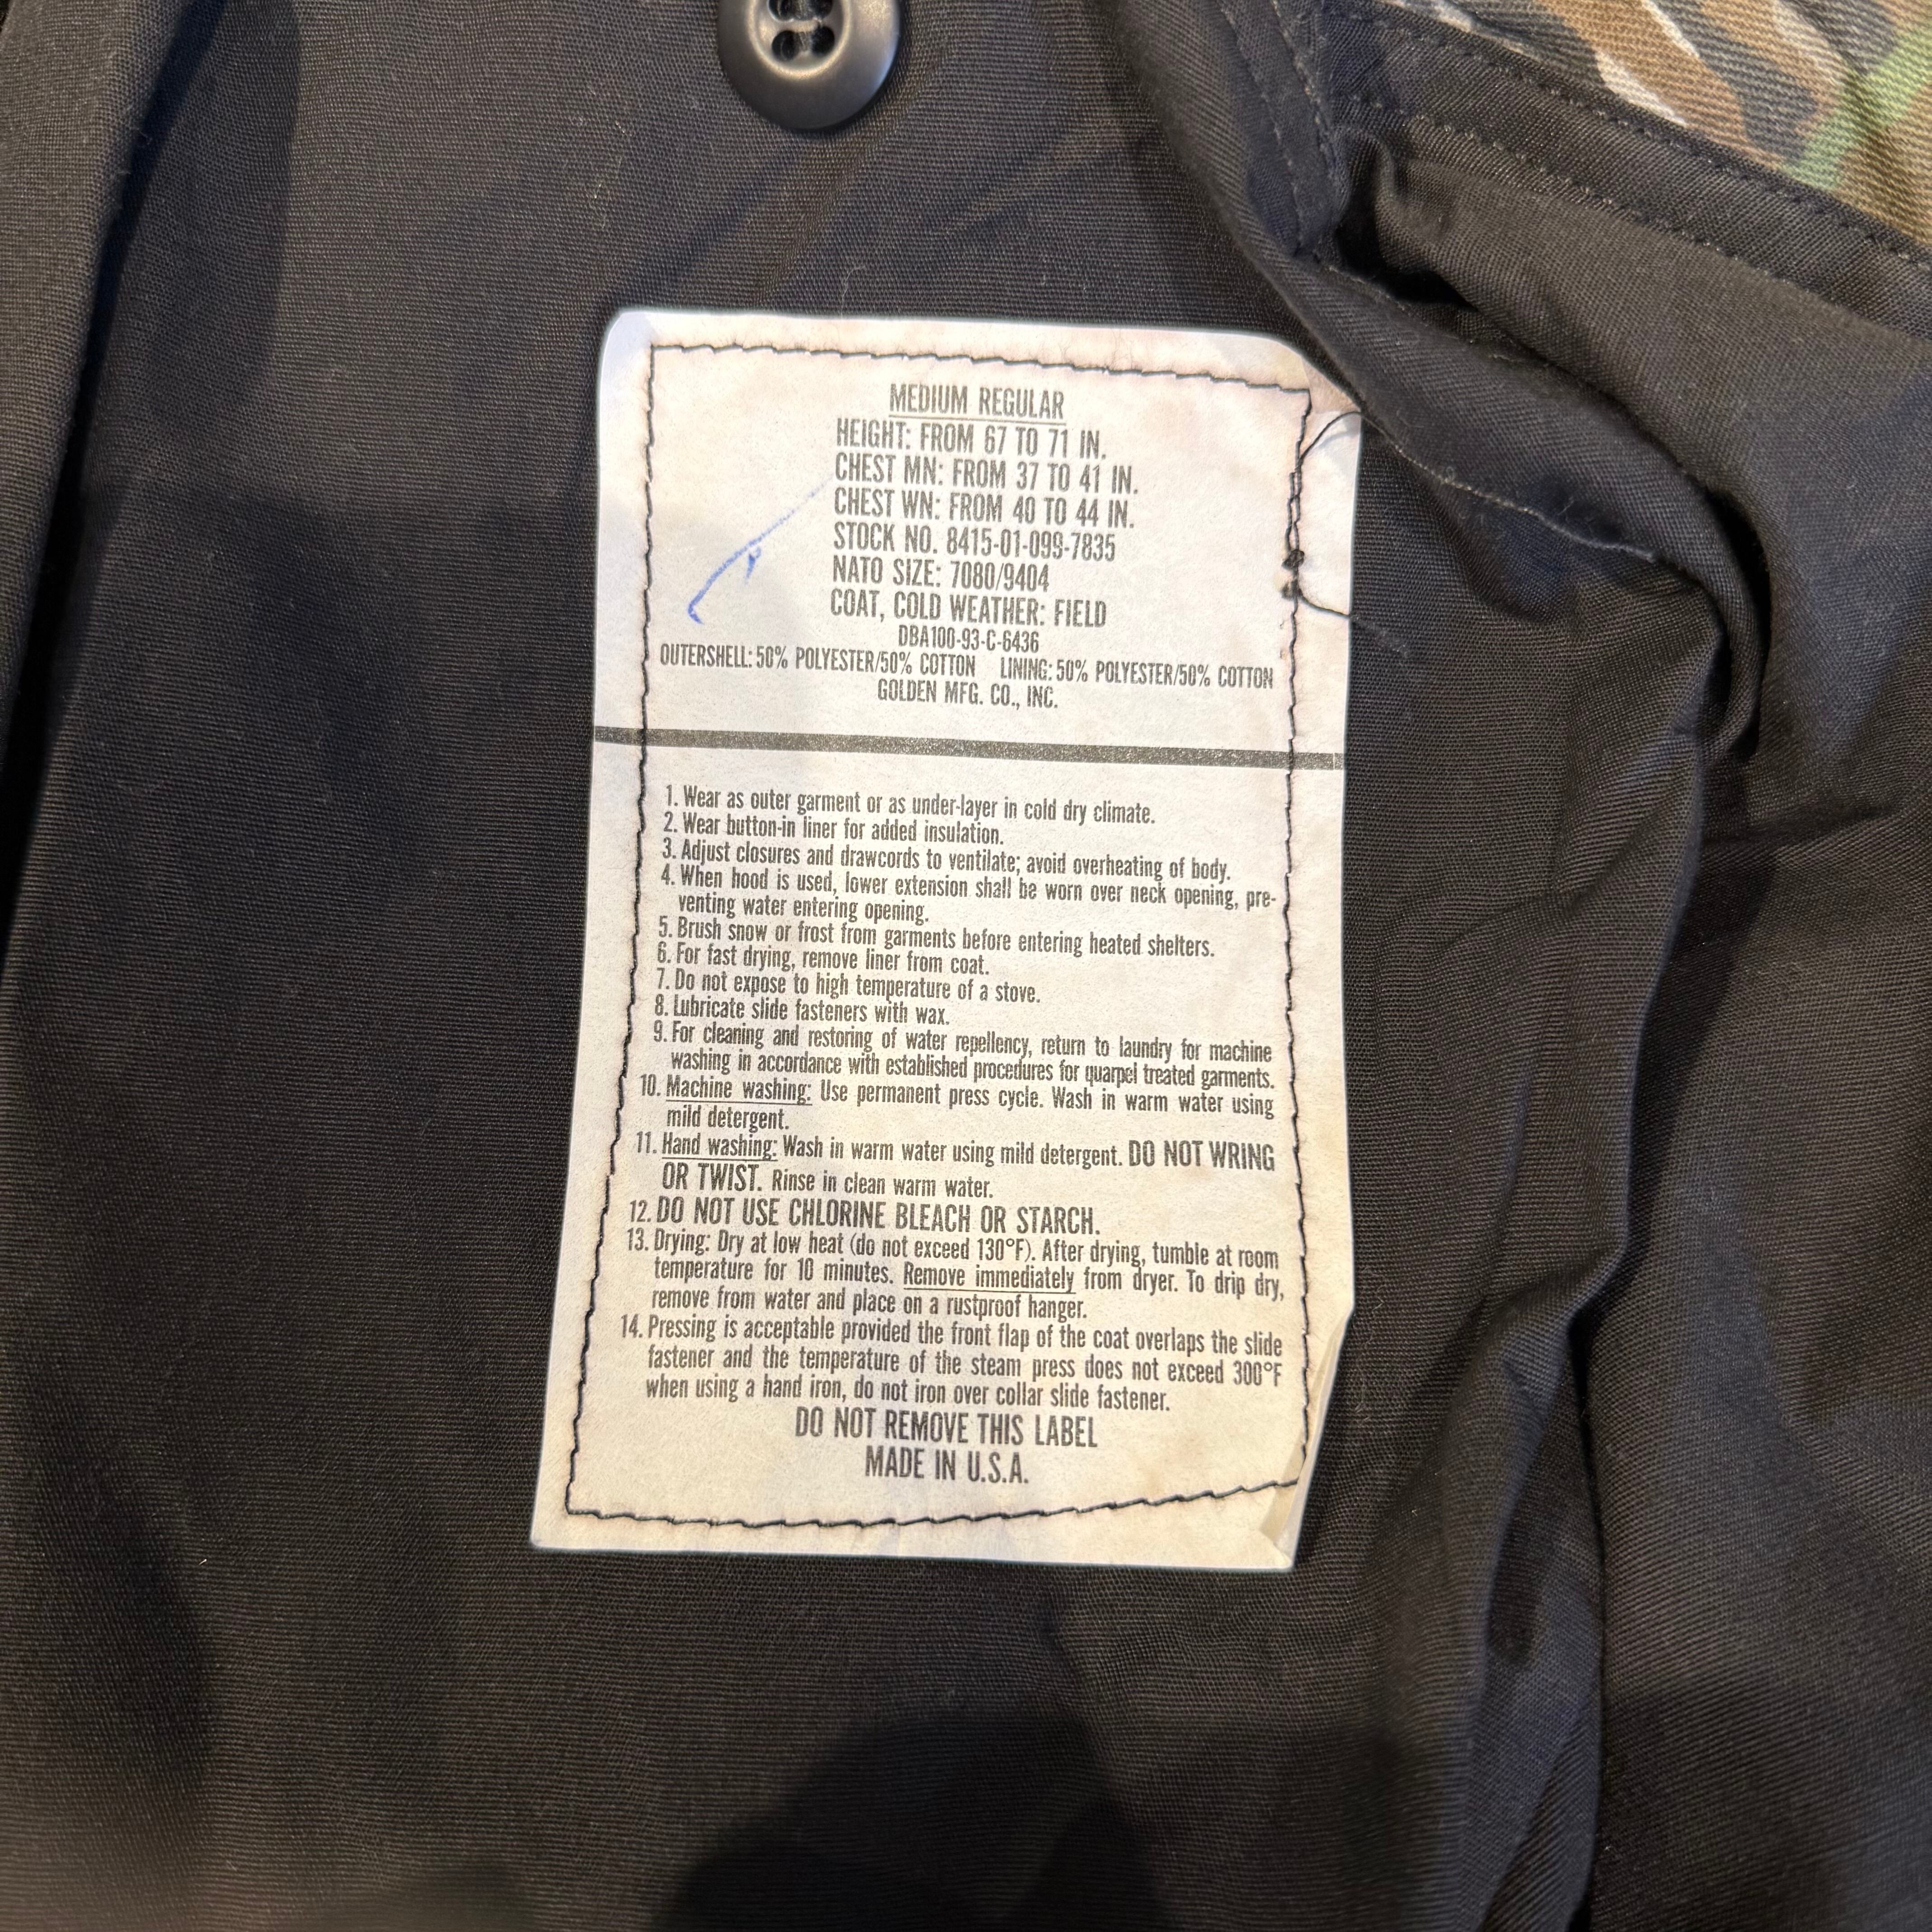 MEDIUM REGULAR
HEIGHT: FROM 67 TO 71 IN.
CHEST MN: FROM 37 TO 41 IN.
CHEST WN: FROM 40 TO 44 IN.
STOCK NO. 8415-01-099-7835
NATO SIZE: 7080/9404
COAT, COLD WEATHER: FIELD
DBA100-93-C-6436
OUTERSHELL: 50% POLYESTER/50% COTTON LINING: 50% POLYESTER/50% COTTON
GOLDEN MFG. CO., INC.
1. Wear as outer garment or as under-layer in cold dry climate.
2. Wear button-in liner for added insulation.
3. Adjust closures and drawcords to ventilate; avoid overheating of body.
4. When hood is used, lower extension shall be worn over neck opening, pre-
venting water entering opening.
5. Brush snow or frost from garments before entering heated shelters.
6. For fast drying, remove liner from coat.
7. Do not expose to high temperature of a stove.
8. Lubricate slide fasteners with wax.
9. For cleaning and restoring of water repellency, return to laundry for machine
washing in accordance with established procedures for quarpel treated garments.
10. Machine washing: Use permanent press cycle. Wash in warm water using
mild detergent.
11. Hand washing: Wash in warm water using mild detergent. DO NOT WRING
OR TWIST. Rinse in clean warm water.
12. DO NOT USE CHLORINE BLEACH OR STARCH.
13. Drying: Dry at low heat (do not exceed 130°F). After drying, tumble at room
temperature for 10 minutes. Remove immediately from dryer. To drip dry,
remove from water and place on a rustproof hanger.
14. Pressing is acceptable provided the front flap of the coat overlaps the slide
fastener and the temperature of the steam press does not exceed 300°F
when using a hand iron, do not iron over collar slide fastener.
DO NOT REMOVE THIS LABEL
MADE IN U.S.A.